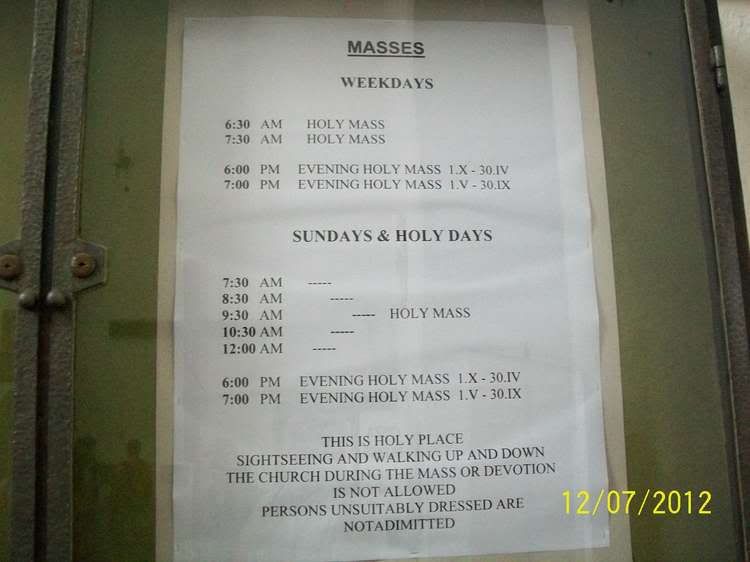 MASSES
WEEKDAYS
6:30 AM HOLY MASS
7:30 AM HOLY MASS
6:00 PM EVENING HOLY MASS 1.X - 30.IV
7:00 PM EVENING HOLY MASS 1.V - 30.IX
SUNDAYS & HOLY DAYS
7:30 AM -----
8:30 AM -----
9:30 AM ----- HOLY MASS
10:30 AM -----
12:00 AM -----
6:00 PM EVENING HOLY MASS 1.X - 30.IV
7:00 PM EVENING HOLY MASS 1.V - 30.IX
THIS IS HOLY PLACE
SIGHTSEEING AND WALKING UP AND DOWN
THE CHURCH DURING THE MASS OR DEVOTION
IS NOT ALLOWED
PERSONS UNSUITABLY DRESSED ARE
NOTADIMITTED
12/07/2012